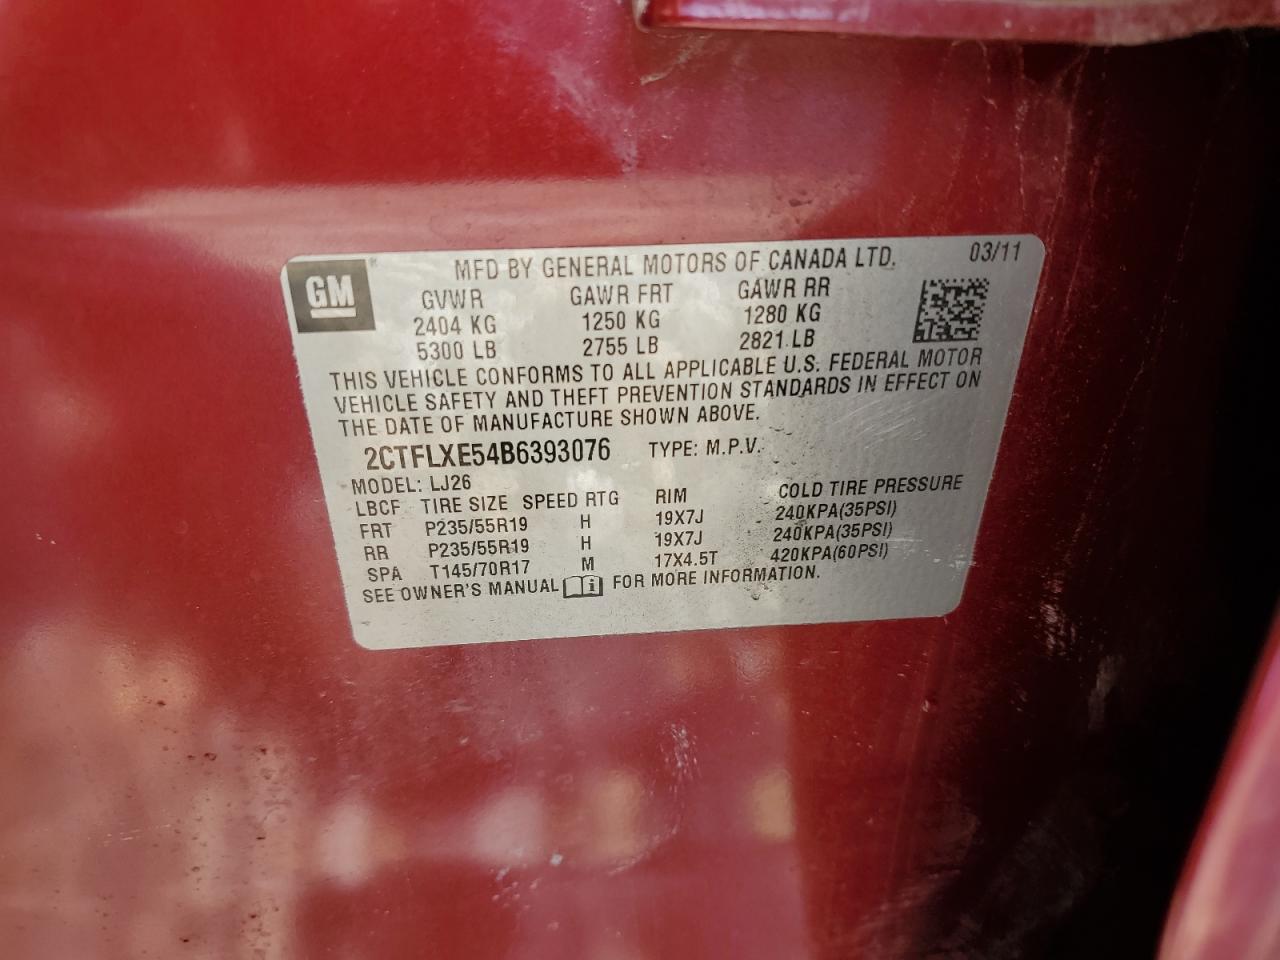 GM
MFD BY GENERAL MOTORS OF CANADA LTD. 03/11
GVWR GAWR FRT GAWR RR
2404 KG 1250 KG 1280 KG
5300 LB 2755 LB 2821 LB
THIS VEHICLE CONFORMS TO ALL APPLICABLE U.S. FEDERAL MOTOR
VEHICLE SAFETY AND THEFT PREVENTION STANDARDS IN EFFECT ON
THE DATE OF MANUFACTURE SHOWN ABOVE.
2CTFLXE54B6393076 TYPE: M.P.V.
MODEL: LJ26
LBCF TIRE SIZE SPEED RTG RIM COLD TIRE PRESSURE
FRT P235/55R19 H 19X7J 240KPA(35PSI)
RR P235/55R19 H 19X7J 240KPA(35PSI)
SPA T145/70R17 M 17X4.5T 420KPA(60PSI)
SEE OWNER'S MANUAL i FOR MORE INFORMATION.